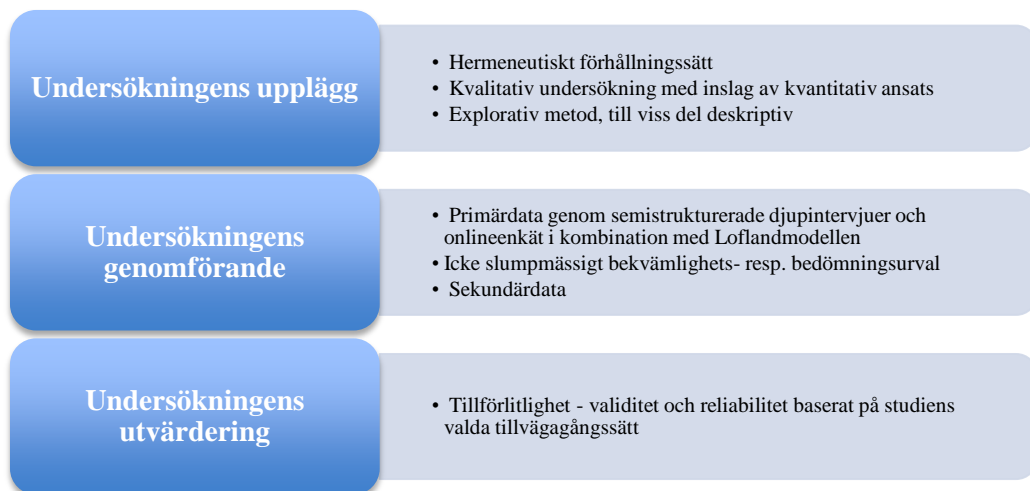 Undersökningens upplägg
• Hermeneutiskt förhållningssätt
• Kvalitativ undersökning med inslag av kvantitativ ansats
• Explorativ metod, till viss del deskriptiv
Undersökningens
genomförande
• Primärdata genom semistrukturerade djupintervjuer och
onlineenkät i kombination med Loflandmodellen
• Icke slumpmässigt bekvämlighets- resp. bedömningsurval
• Sekundärdata
Undersökningens
utvärdering
• Tillförlitlighet - validitet och reliabilitet baserat på studiens
valda tillvägagångssätt